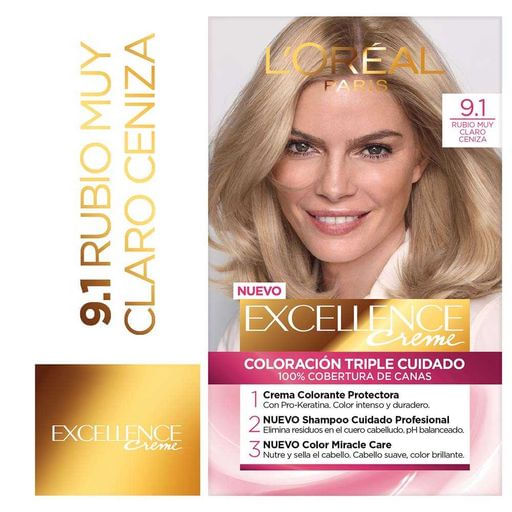 9.1 RUBIO MUY
CLARO CENIZA
EXCELLENCE
Creme
L'ORÉAL
PARIS
9.1
RUBIO MUY
CLARO
CENIZA
NUEVO
EXCELLENCE
Creme
COLORACIÓN TRIPLE CUIDADO
100% COBERTURA DE CANAS
1 Crema Colorante Protectora
Con Pro-Keratina. Color intenso y duradero.
2 NUEVO Shampoo Cuidado Profesional
Elimina residuos en el cuero cabelludo. pH balanceado.
3 NUEVO Color Miracle Care
Nutre y sella el cabello. Cabello suave, color brillante.